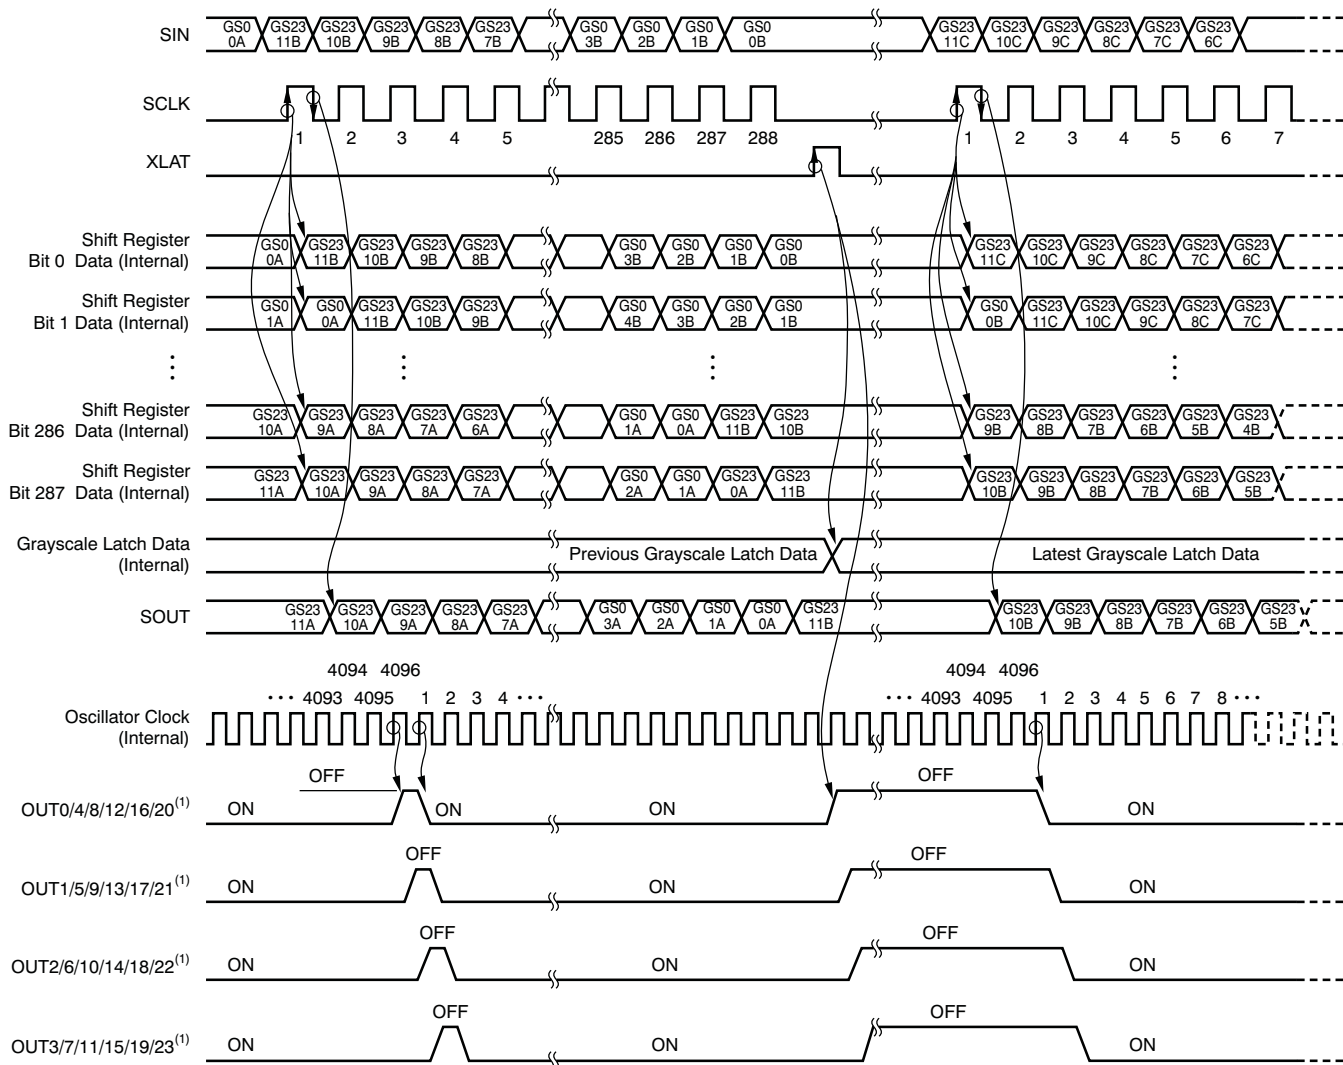 SIN GS0 0A GS23 11B GS23 10B GS23 9B GS23 8B GS23 7B GS0 3B GS0 2B GS0 1B GS0 0B GS23 11C GS23 10C GS23 9C GS23 8C GS23 7C GS23 6C
SCLK
1 2 3 4 5 285 286 287 288 1 2 3 4 5 6 7
XLAT
Shift Register Bit 0 Data (Internal) GS0 0A GS23 11B GS23 10B GS23 9B GS23 8B GS0 3B GS0 2B GS0 1B GS0 0B GS23 11C GS23 10C GS23 9C GS23 8C GS23 7C GS23 6C
Shift Register Bit 1 Data (Internal) GS0 1A GS0 0A GS23 11B GS23 10B GS23 9B GS0 4B GS0 3B GS0 2B GS0 1B GS0 0B GS23 11C GS23 10C GS23 9C GS23 8C GS23 7C
Shift Register Bit 286 Data (Internal) GS23 10A GS23 9A GS23 8A GS23 7A GS23 6A GS0 1A GS0 0A GS23 11B GS23 10B GS23 9B GS23 8B GS23 7B GS23 6B GS23 5B GS23 4B
Shift Register Bit 287 Data (Internal) GS23 11A GS23 10A GS23 9A GS23 8A GS23 7A GS0 2A GS0 1A GS23 0A GS23 11B GS23 10B GS23 9B GS23 8B GS23 7B GS23 6B GS23 5B
Grayscale Latch Data (Internal) Previous Grayscale Latch Data Latest Grayscale Latch Data
SOUT GS23 11A GS23 10A GS23 9A GS23 8A GS23 7A GS0 3A GS0 2A GS0 1A GS0 0A GS23 11B GS23 10B GS23 9B GS23 8B GS23 7B GS23 6B GS23 5B
4094 4096 4094 4096
••• 4093 4095 1 2 3 4 ••• ••• 4093 4095 1 2 3 4 5 6 7 8 •••
Oscillator Clock (Internal)
OFF OFF
OUT0/4/8/12/16/20(1) ON ON ON ON
OFF OFF
OUT1/5/9/13/17/21(1) ON ON ON
OFF OFF
OUT2/6/10/14/18/22(1) ON ON ON
OFF OFF
OUT3/7/11/15/19/23(1) ON ON ON